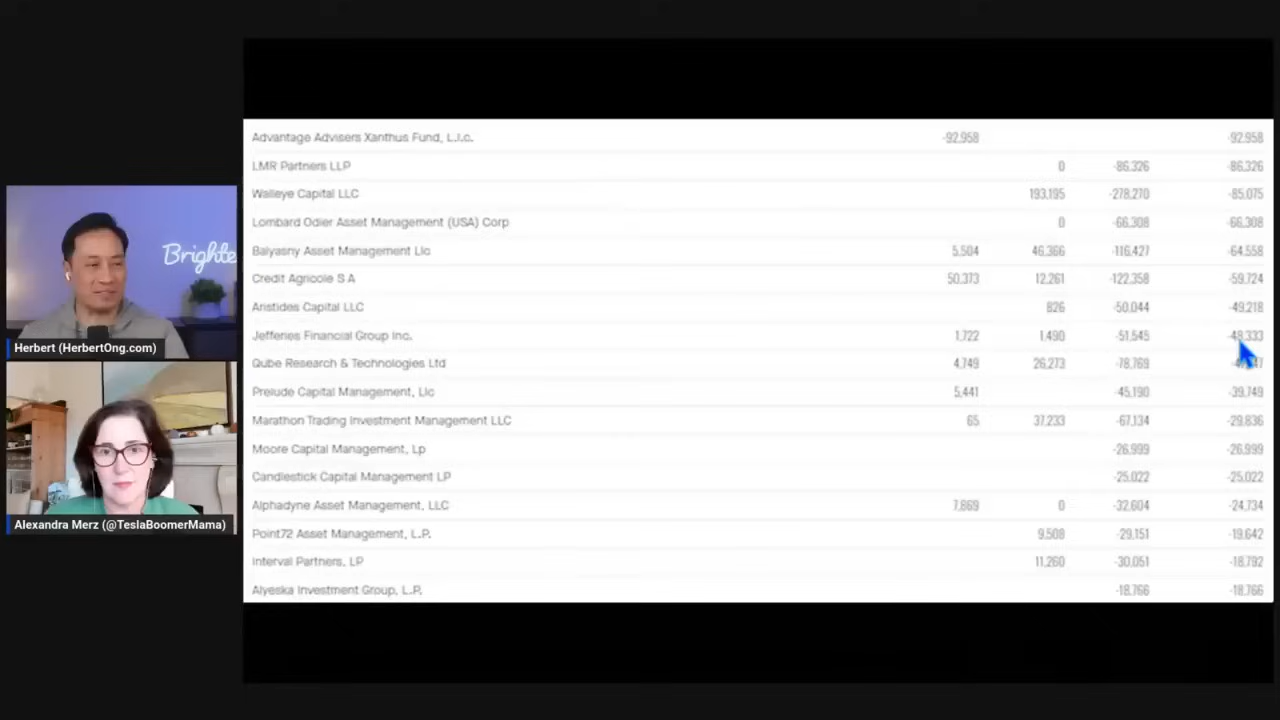 Advantage Advisers Xanthus Fund, L.l.c. -92,958 -92,958
LMR Partners LLP 0 -86,326 -86,326
Walleye Capital LLC 193,195 -278,270 -85,075
Lombard Odier Asset Management (USA) Corp 0 -66,308 -66,308
Balyasny Asset Management Llc 5,504 46,366 -116,427 -64,558
Credit Agricole S A 50,373 12,261 -122,358 -59,724
Aristides Capital LLC 826 -50,044 -49,218
Jefferies Financial Group Inc. 1,722 1,490 -51,545 -48,333
Qube Research & Technologies Ltd 4,749 26,273 -78,769
Prelude Capital Management, Llc 5,441 -45,190 -39,749
Marathon Trading Investment Management LLC 65 37,233 -67,134 -29,836
Moore Capital Management, Lp -26,999 -26,999
Candlestick Capital Management LP -25,022 -25,022
Alphadyne Asset Management, LLC 7,869 0 -32,604 -24,734
Point72 Asset Management, L.P. 9,508 -29,151 -19,642
Interval Partners, LP 11,260 -30,051 -18,792
Alyeska Investment Group, L.P. -18,766 -18,766
Brighte
Herbert (HerbertOng.com)
Alexandra Merz (@TeslaBoomerMama)